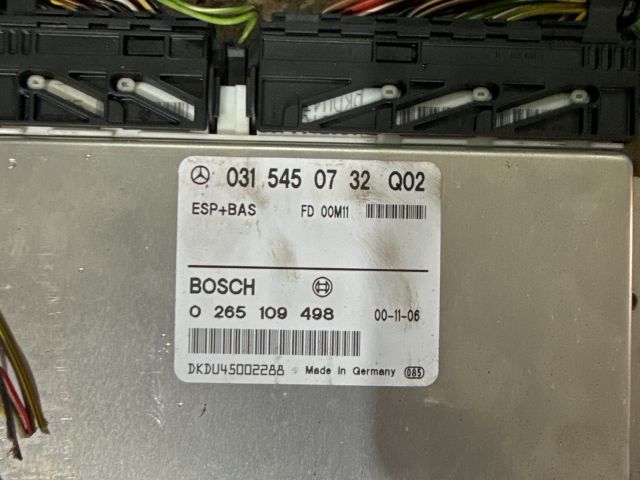 031 545 07 32 Q02
ESP+BAS FD 00M11
BOSCH
0 265 109 498 00-11-06
DKDU45002288 Made in Germany 085